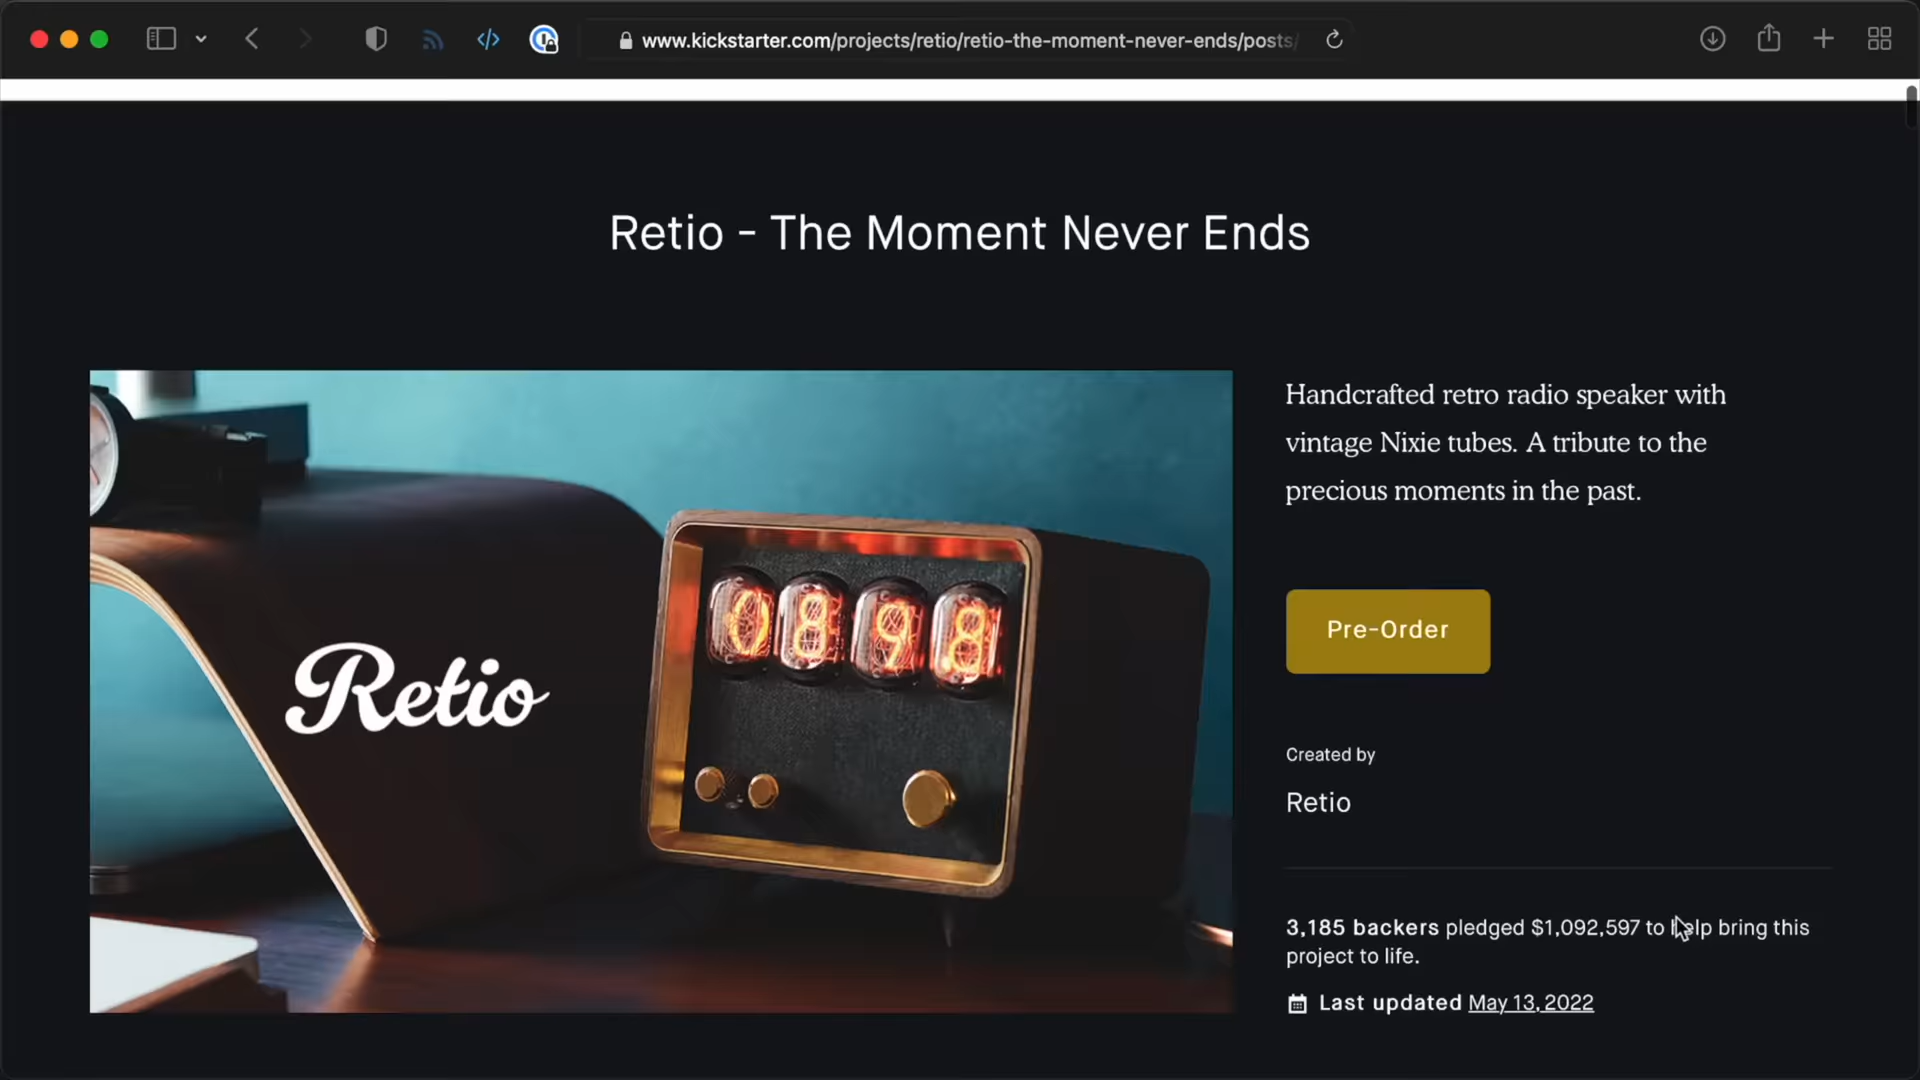 www.kickstarter.com/projects/retio/retio-the-moment-never-ends/posts/
Retio - The Moment Never Ends
Handcrafted retro radio speaker with
vintage Nixie tubes. A tribute to the
precious moments in the past.
Retio
0898
Pre-Order
Created by
Retio
3,185 backers pledged $1,092,597 to help bring this
project to life.
Last updated May 13, 2022